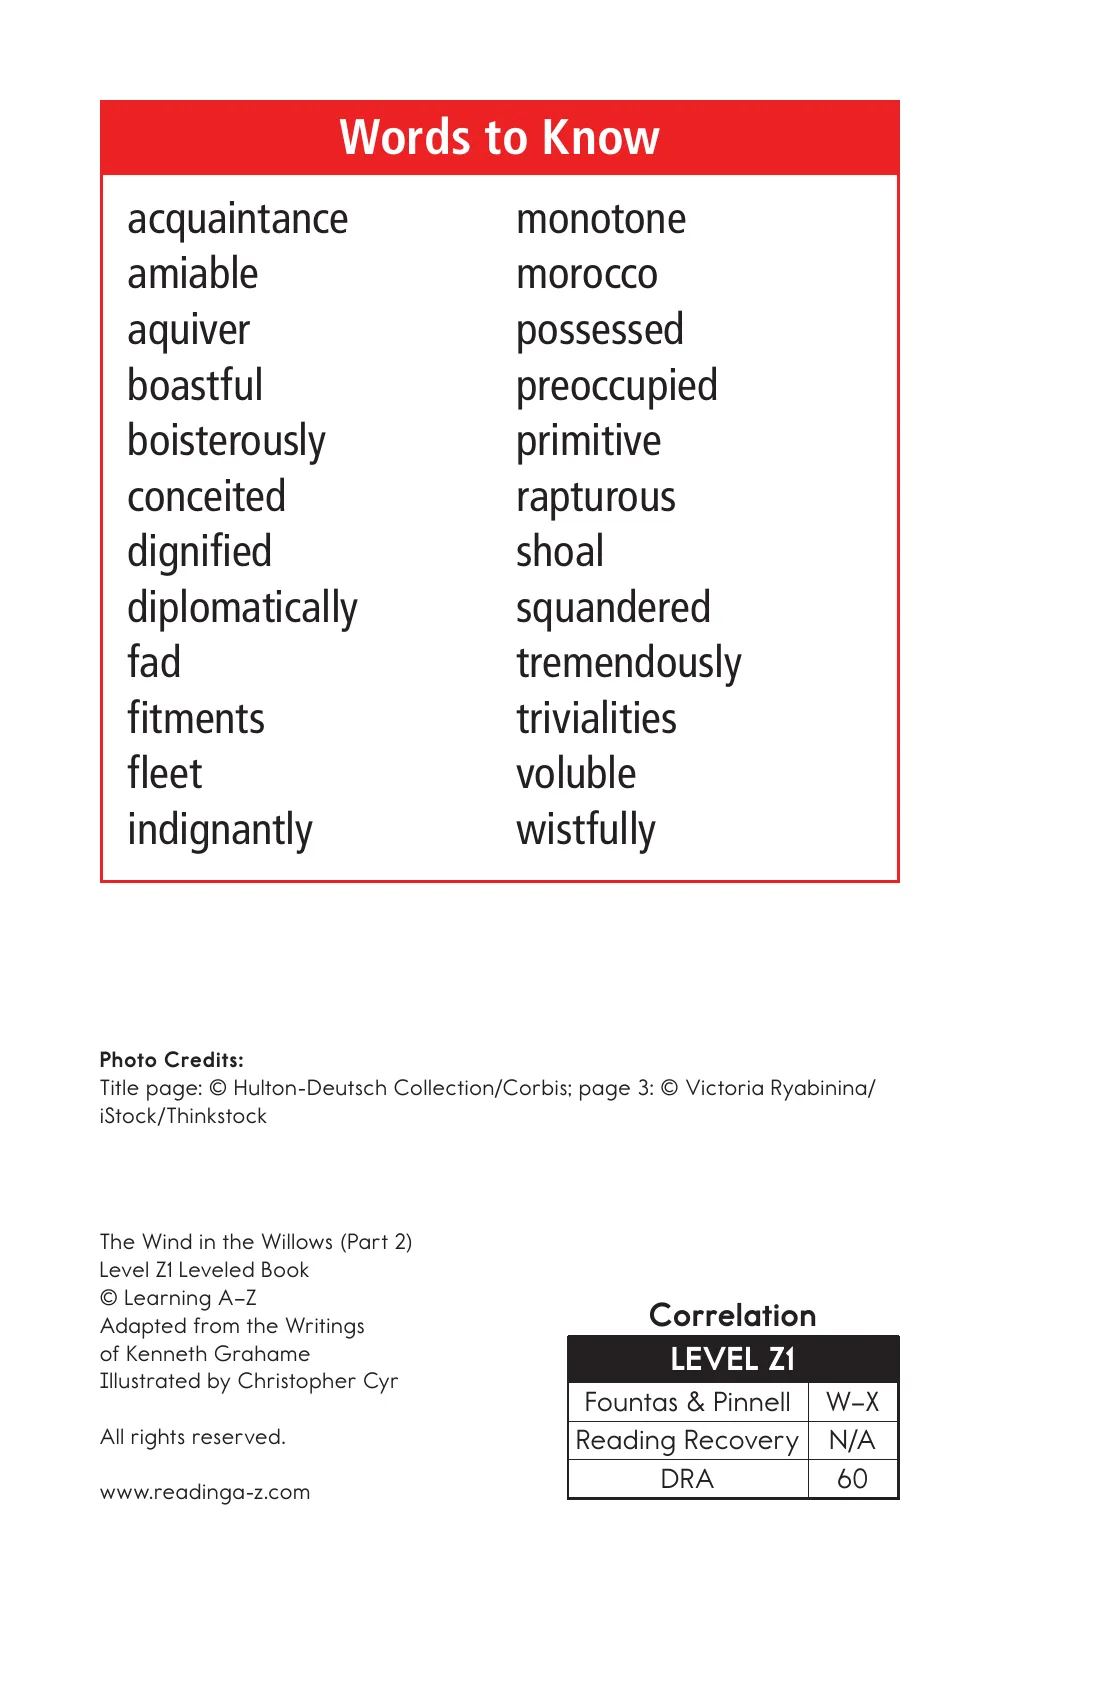 Words to Know
acquaintance
amiable
aquiver
boastful
boisterously
conceited
dignified
diplomatically
fad
fitments
fleet
indignantly
monotone
morocco
possessed
preoccupied
primitive
rapturous
shoal
squandered
tremendously
trivialities
voluble
wistfully
Photo Credits:
Title page: © Hulton-Deutsch Collection/Corbis; page 3: © Victoria Ryabinina/
iStock/Thinkstock
The Wind in the Willows (Part 2)
Level Z1 Leveled Book
© Learning A–Z
Adapted from the Writings
of Kenneth Grahame
Illustrated by Christopher Cyr
All rights reserved.
www.readinga-z.com
Correlation
LEVEL Z1
Fountas & Pinnell W–X
Reading Recovery N/A
DRA 60